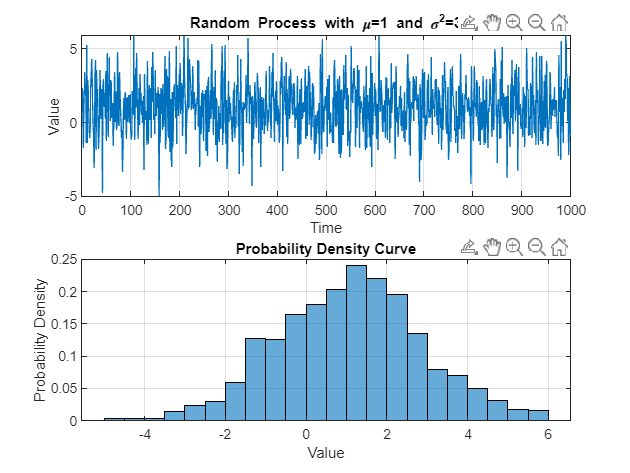 Random Process with μ=1 and σ²=3
5
0
-5
Value
0 100 200 300 400 500 600 700 800 900 1000
Time
Probability Density Curve
0.25
0.2
0.15
0.1
0.05
0
Probability Density
-4 -2 0 2 4 6
Value